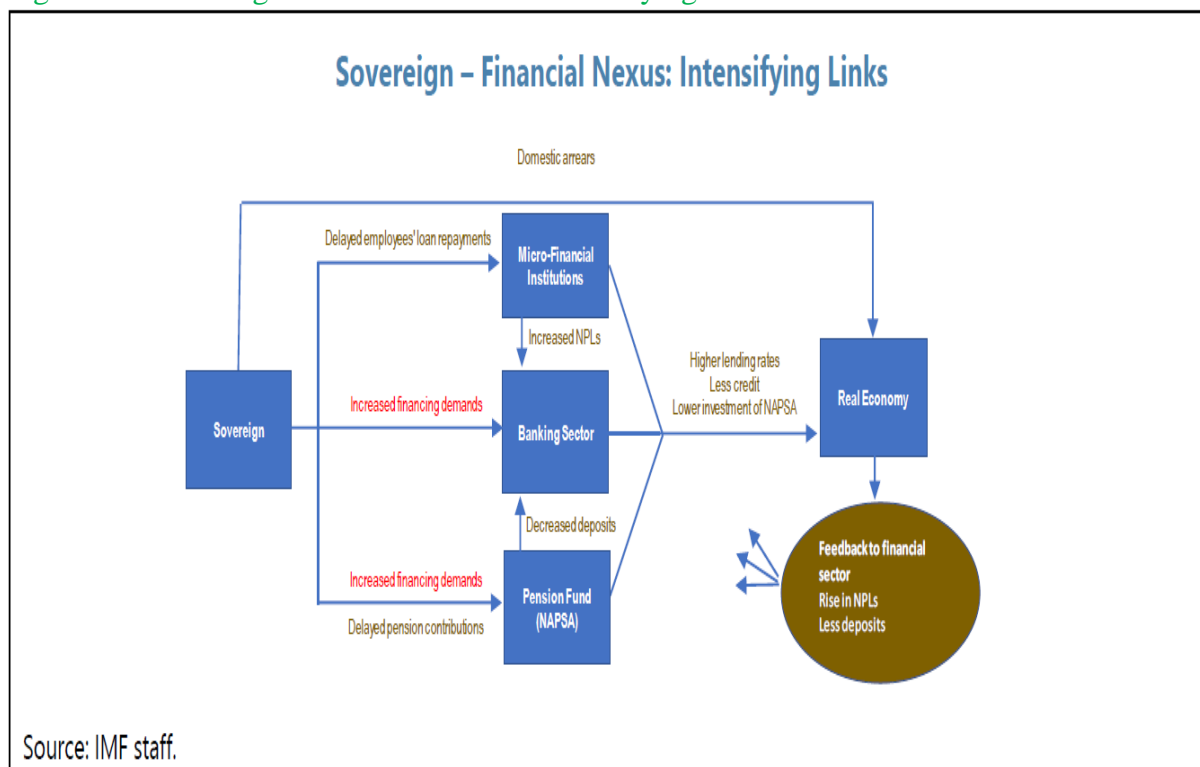 Sovereign – Financial Nexus: Intensifying Links
Domestic arrears
Delayed employees' loan repayments
Micro-Financial
Institutions
Increased NPLs
Higher lending rates
Less credit
Lower investment of NAPSA
Real Economy
Increased financing demands
Sovereign
Banking Sector
Decreased deposits
Feedback to financial
sector
Rise in NPLs
Less deposits
Increased financing demands
Pension Fund
(NAPSA)
Delayed pension contributions
Source: IMF staff.